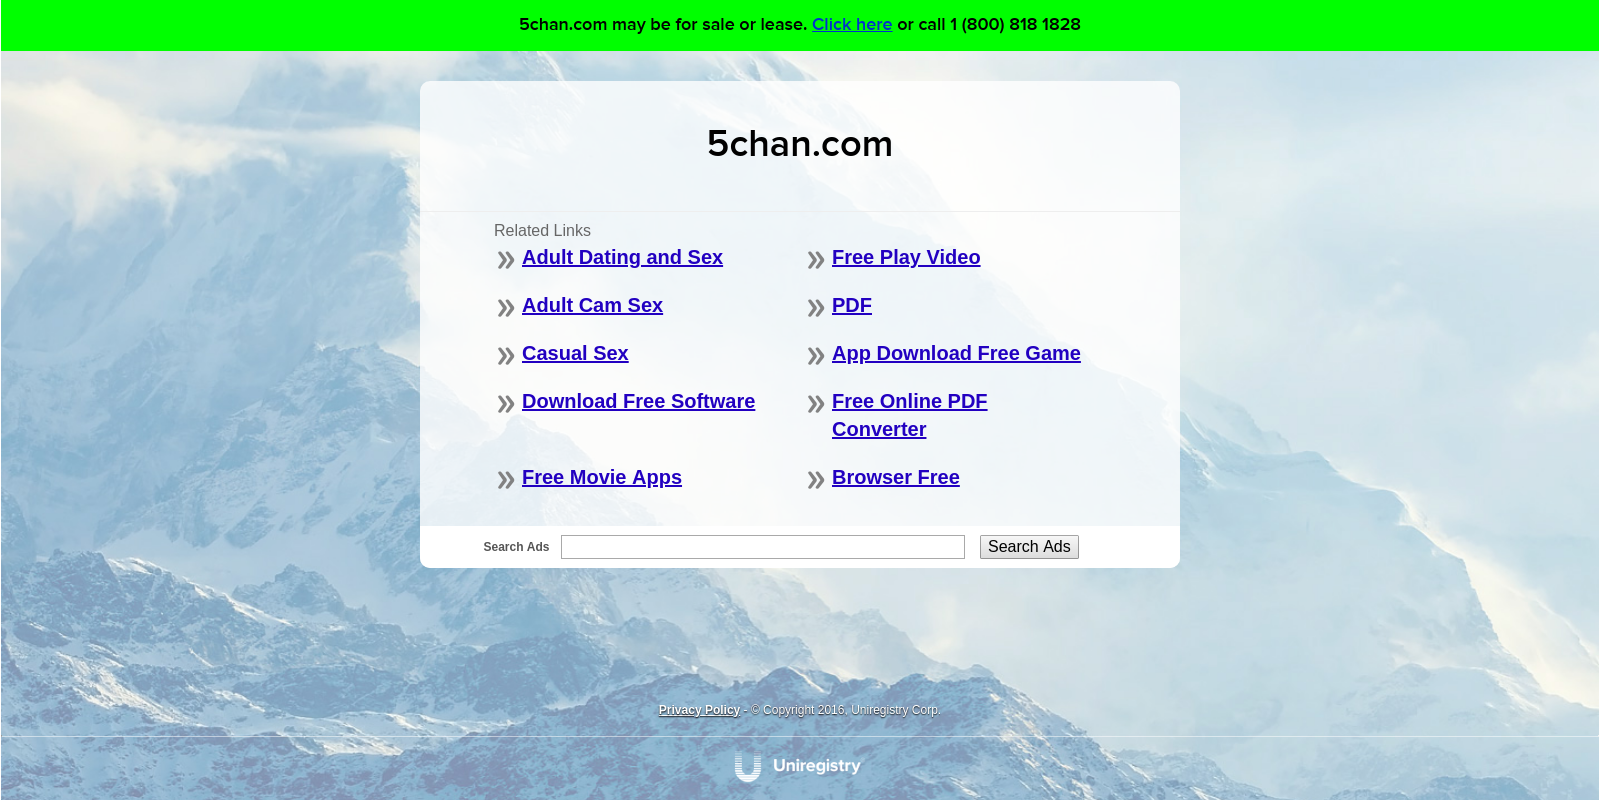 5chan.com may be for sale or lease. Click here or call 1 (800) 818 1828
5chan.com
Related Links
Adult Dating and Sex
Free Play Video
Adult Cam Sex
PDF
Casual Sex
App Download Free Game
Download Free Software
Free Online PDF
Converter
Free Movie Apps
Browser Free
Search Ads
Search Ads
Privacy Policy - © Copyright 2016, Uniregistry Corp.
Uniregistry